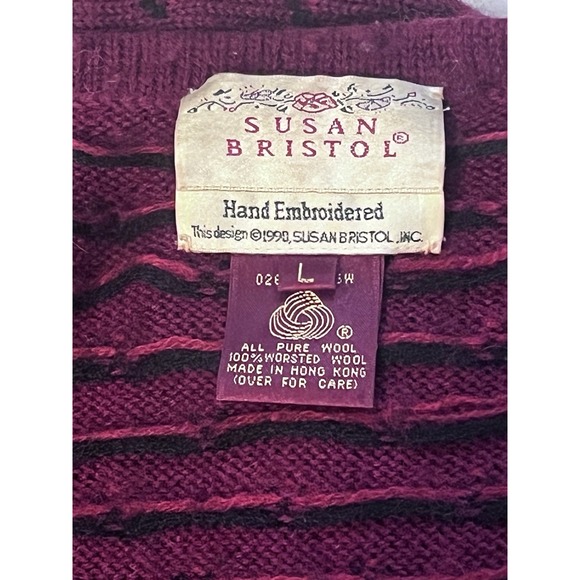 SUSAN
BRISTOL®
Hand Embroidered
This design ©1990, SUSAN BRISTOL, INC.
L
®
ALL PURE WOOL
100% WORSTED WOOL
MADE IN HONG KONG
(OVER FOR CARE)